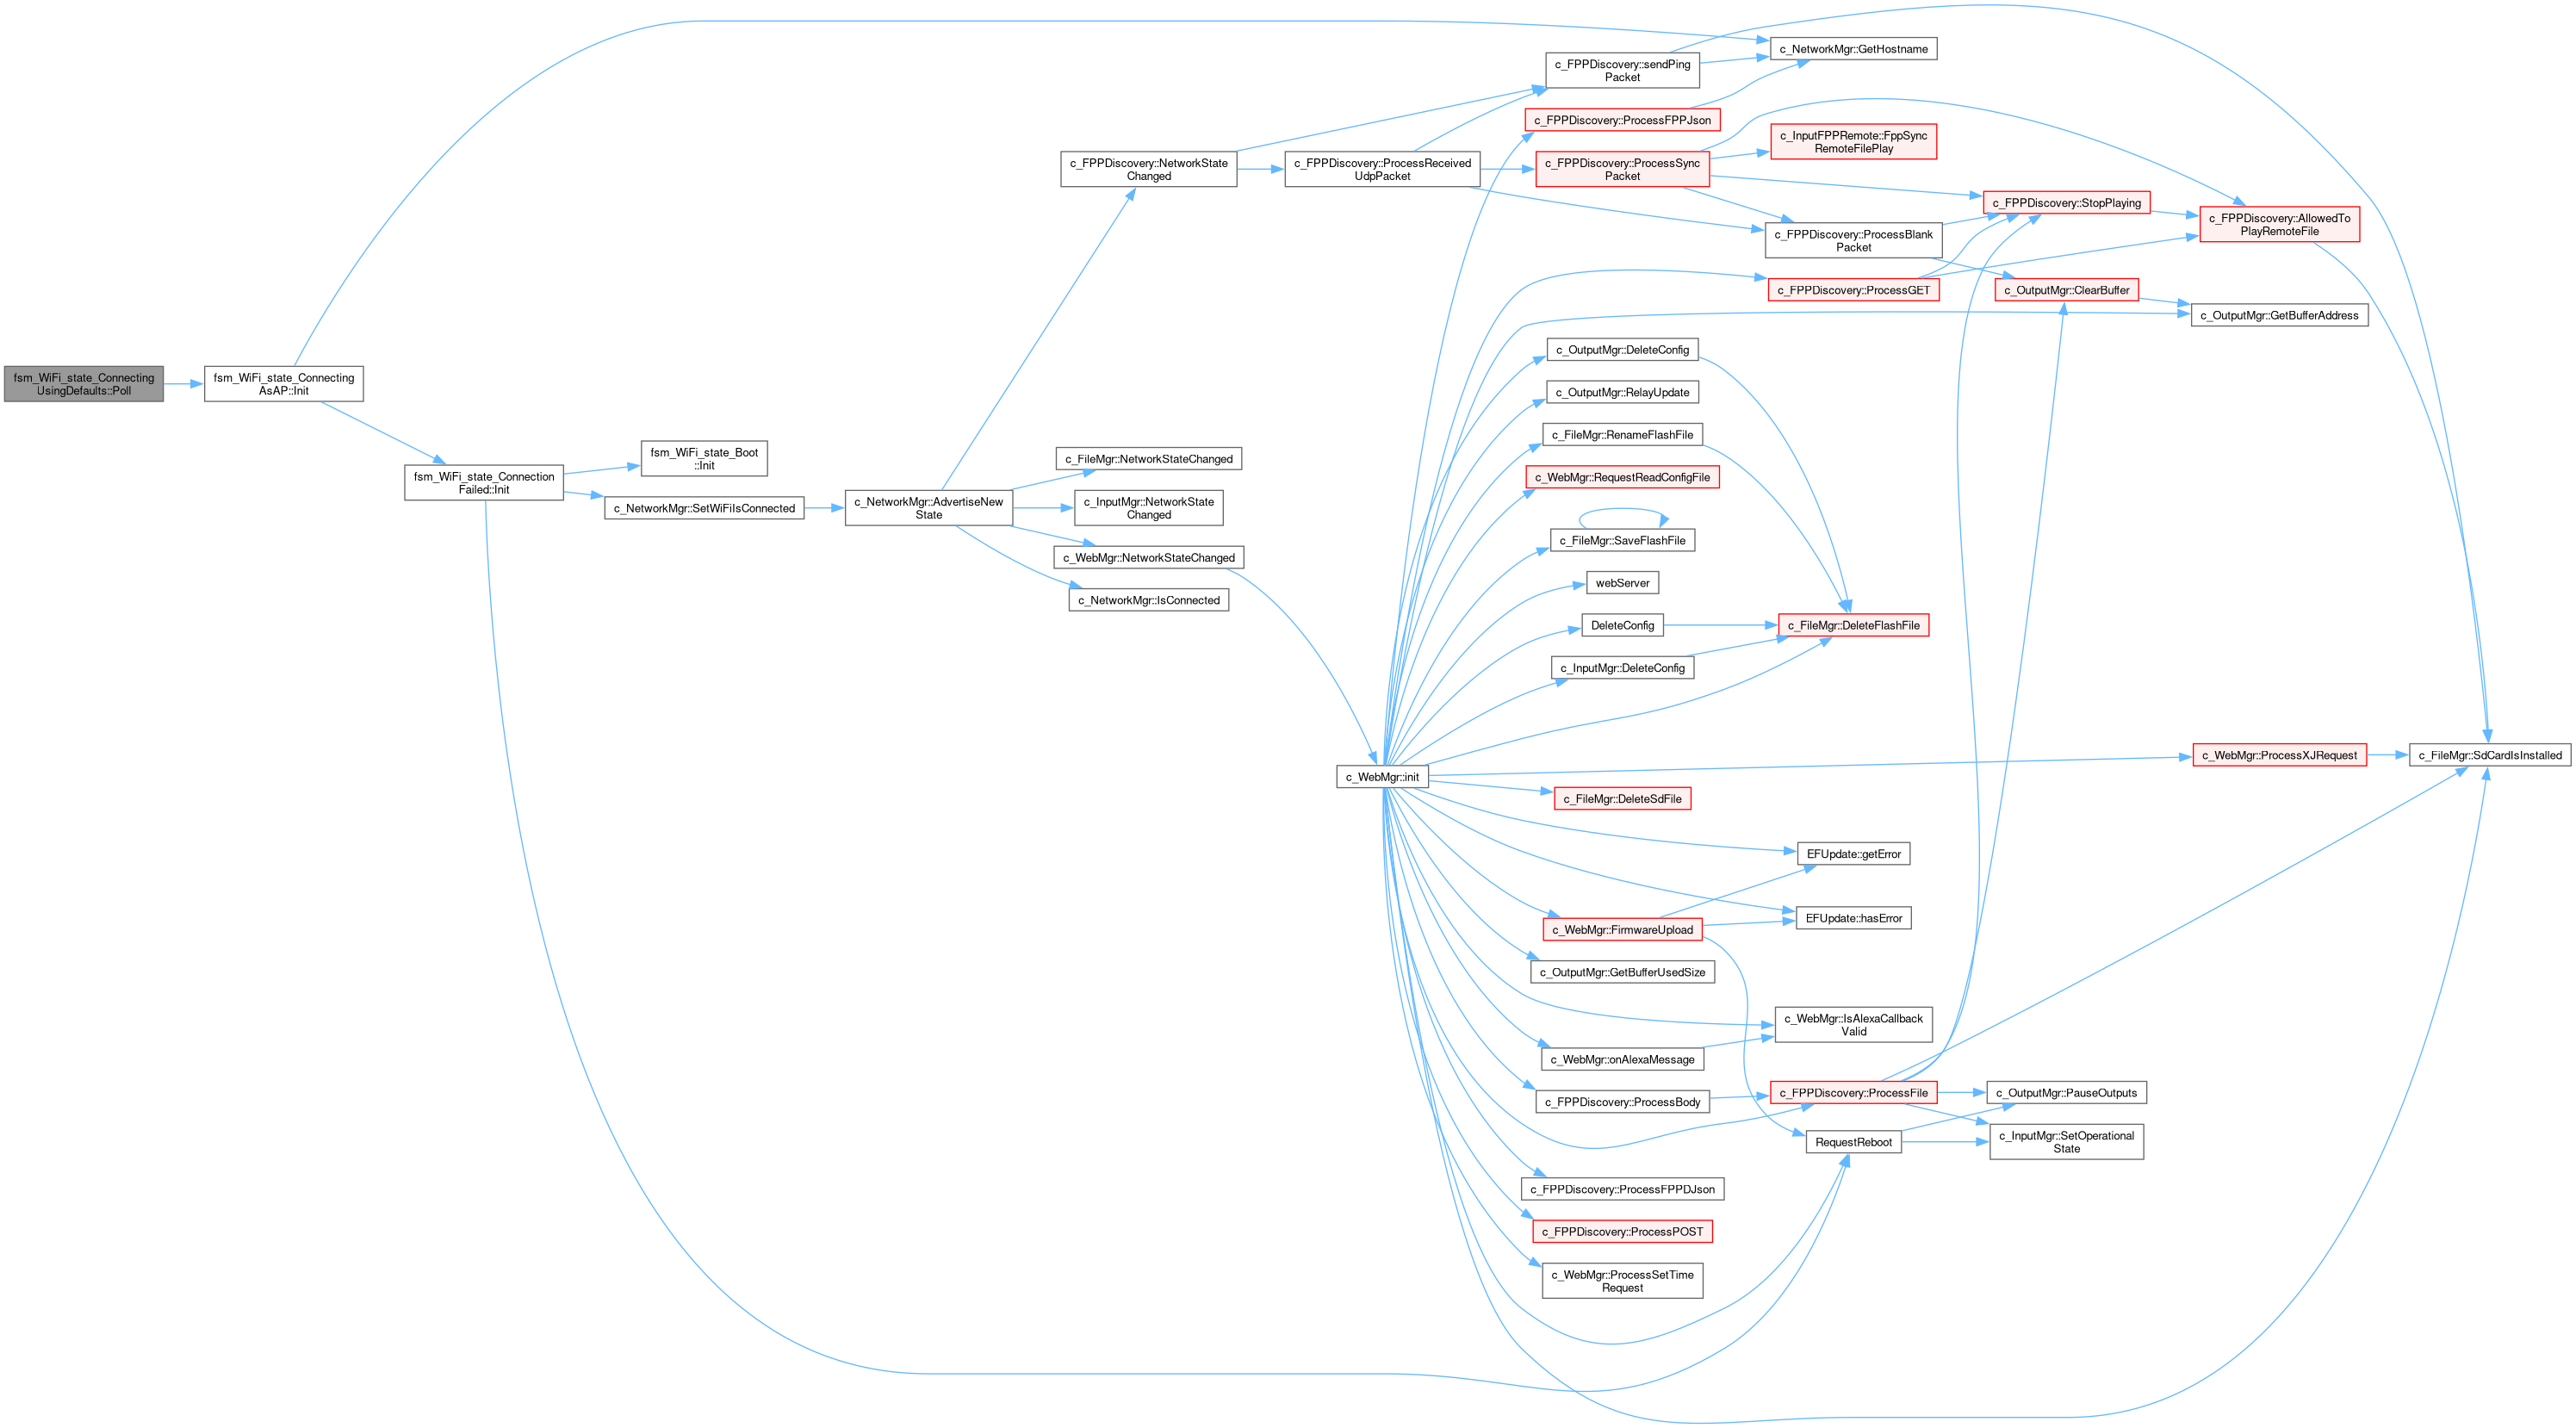 fsm_WiFi_state_Connecting
UsingDefaults::Poll
fsm_WiFi_state_Connecting
AsAP::Init
fsm_WiFi_state_Connection
Failed::Init
fsm_WiFi_state_Boot
::Init
c_NetworkMgr::SetWiFiIsConnected
c_NetworkMgr::AdvertiseNew
State
c_FPPDiscovery::NetworkState
Changed
c_FileMgr::NetworkStateChanged
c_InputMgr::NetworkState
Changed
c_WebMgr::NetworkStateChanged
c_NetworkMgr::IsConnected
c_FPPDiscovery::ProcessReceived
UdpPacket
c_WebMgr::init
c_FPPDiscovery::sendPing
Packet
c_FPPDiscovery::ProcessFPPJson
c_FPPDiscovery::ProcessSync
Packet
c_OutputMgr::DeleteConfig
c_OutputMgr::RelayUpdate
c_FileMgr::RenameFlashFile
c_WebMgr::RequestReadConfigFile
c_FileMgr::SaveFlashFile
webServer
DeleteConfig
c_InputMgr::DeleteConfig
c_FileMgr::DeleteSdFile
c_WebMgr::FirmwareUpload
c_OutputMgr::GetBufferUsedSize
c_WebMgr::onAlexaMessage
c_FPPDiscovery::ProcessBody
c_FPPDiscovery::ProcessFPPDJson
c_FPPDiscovery::ProcessPOST
c_WebMgr::ProcessSetTime
Request
c_NetworkMgr::GetHostname
c_InputFPPRemote::FppSync
RemoteFilePlay
c_FPPDiscovery::ProcessBlank
Packet
c_FPPDiscovery::ProcessGET
c_FileMgr::DeleteFlashFile
EFUpdate::getError
EFUpdate::hasError
c_WebMgr::IsAlexaCallback
Valid
c_FPPDiscovery::ProcessFile
RequestReboot
c_FPPDiscovery::StopPlaying
c_OutputMgr::ClearBuffer
c_OutputMgr::PauseOutputs
c_InputMgr::SetOperational
State
c_FPPDiscovery::AllowedTo
PlayRemoteFile
c_OutputMgr::GetBufferAddress
c_WebMgr::ProcessXJRequest
c_FileMgr::SdCardIsInstalled